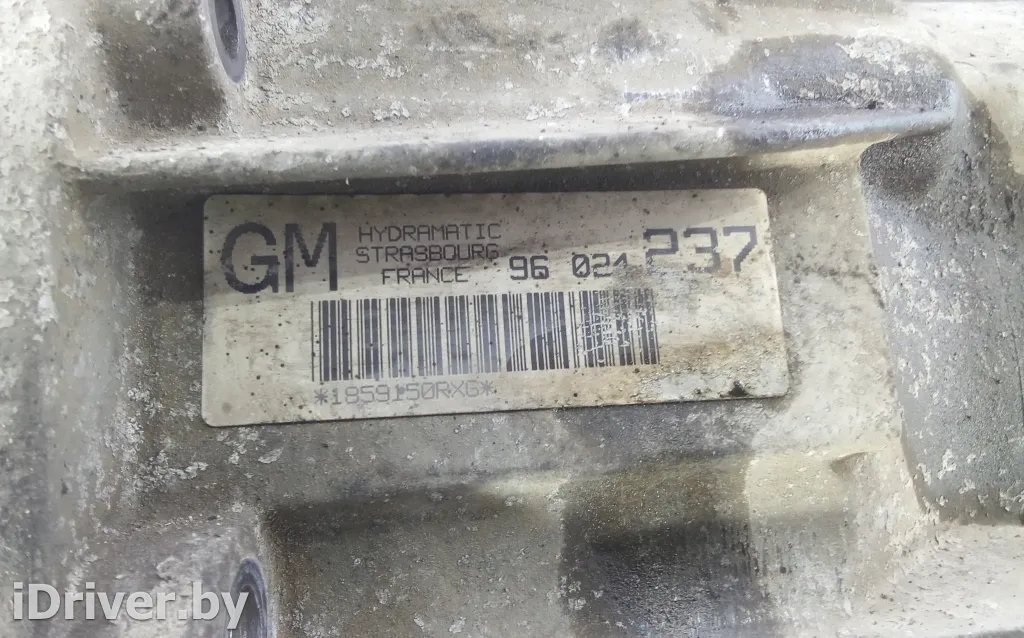 GM
HYDRAMATIC
STRASBOURG
FRANCE
96 024 237
*1859150RXG*
iDriver.by